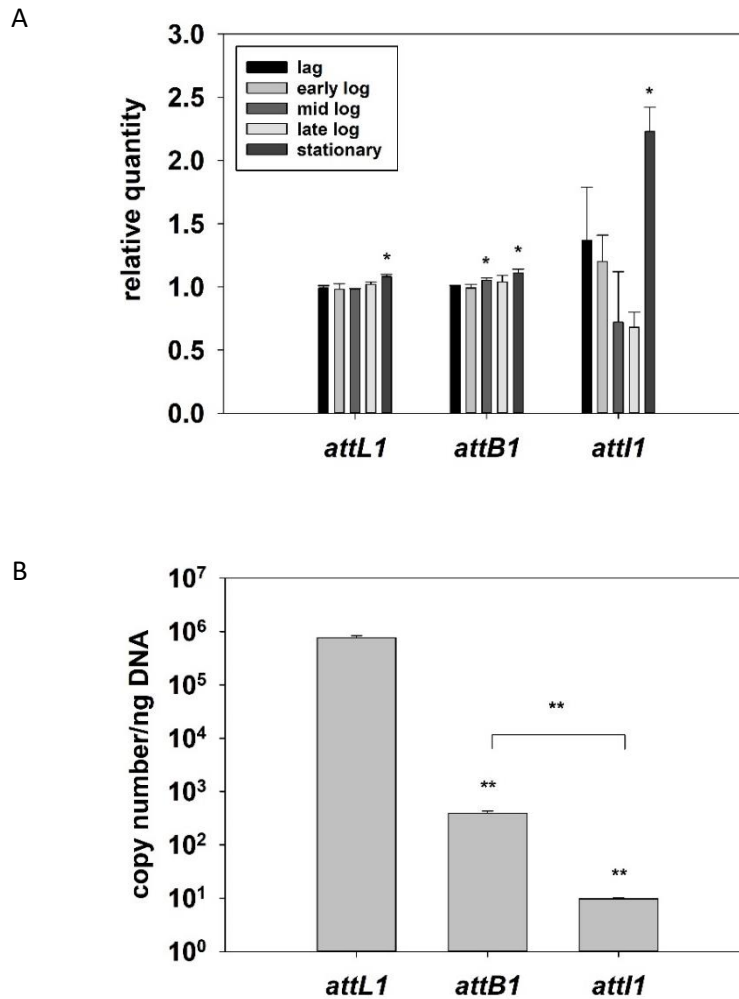 A
3.0
2.5
2.0
1.5
1.0
0.5
0.0
relative quantity
lag
early log
mid log
late log
stationary
*
*
*
*
attL1 attB1 attI1
B
10⁷
10⁶
10⁵
10⁴
10³
10²
10¹
10⁰
copy number/ng DNA
**
**
**
attL1 attB1 attI1